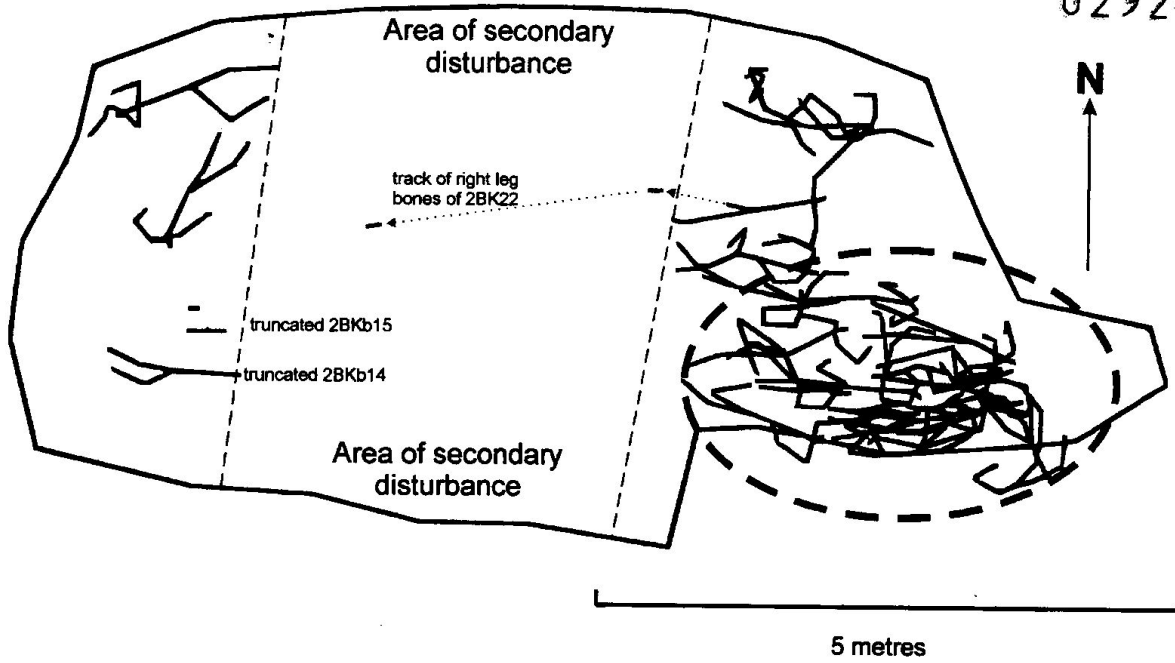 Area of secondary
disturbance
N
track of right leg
bones of 2BK22
truncated 2BKb15
truncated 2BKb14
Area of secondary
disturbance
5 metres